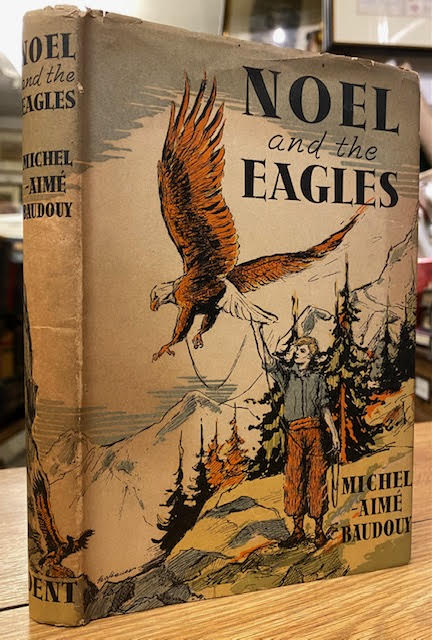 NOEL
and the
EAGLES
MICHEL
-AIMÉ
BAUDOUY
DENT
NOEL
and the
EAGLES
MICHEL
-AIMÉ
BAUDOUY